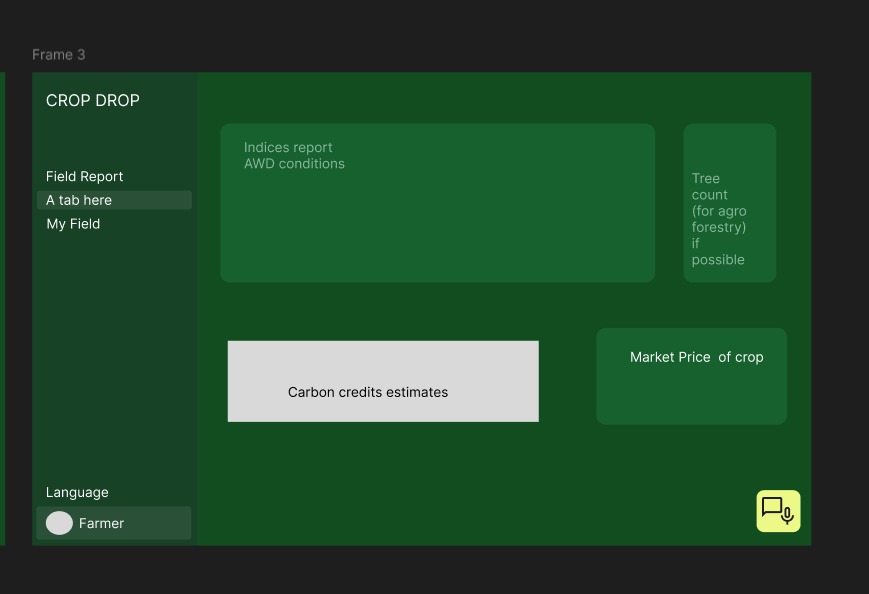 Frame 3
CROP DROP
Field Report
A tab here
My Field
Language
Farmer
Indices report
AWD conditions
Tree
count
(for agro
forestry)
if
possible
Carbon credits estimates
Market Price  of crop